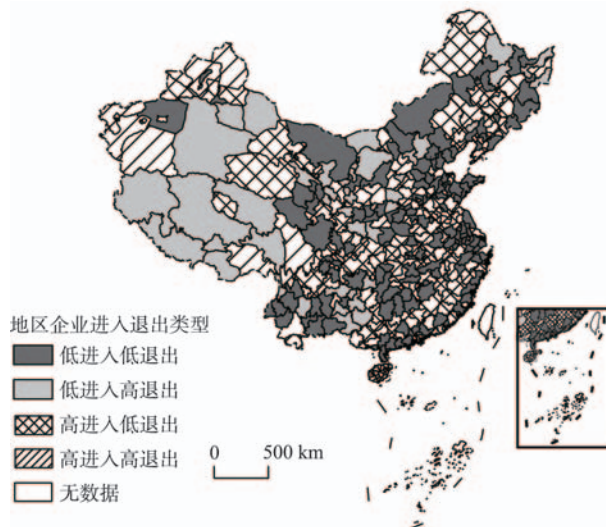 地区企业进入退出类型
低进入低退出
低进入高退出
高进入低退出
高进入高退出
无数据
0 500 km